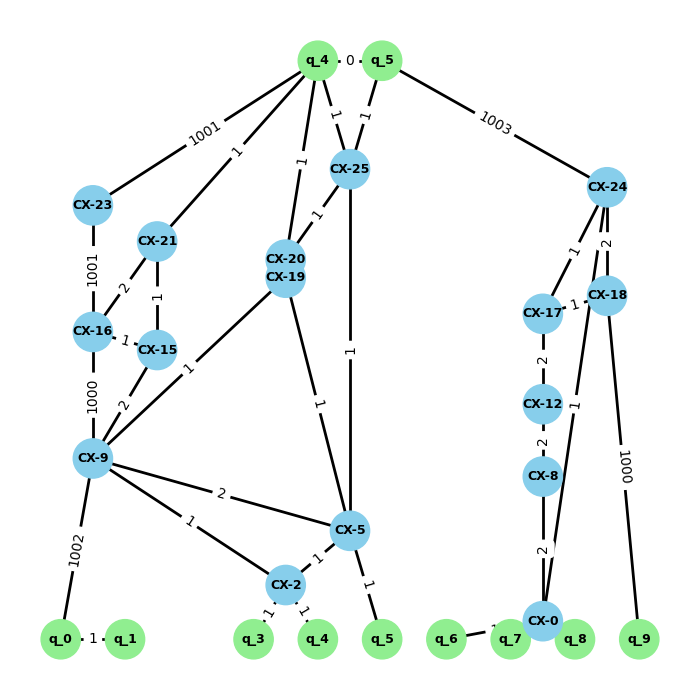 q_4 0 q_5
1 1
1003
1001 1
1
CX-25
CX-24
CX-23
1
CX-21
1 2
CX-20
1001
CX-19
2 1
CX-18
1
CX-17
CX-16 1 CX-15
1
2
1
1000 2 1 CX-12 1
2
CX-9
1000
CX-8
2
1
CX-5
1002 2
1
CX-2
1
1 1
CX-0
q_0 1 q_1 q_3 q_4 q_5 q_6 q_7 q_8 q_9